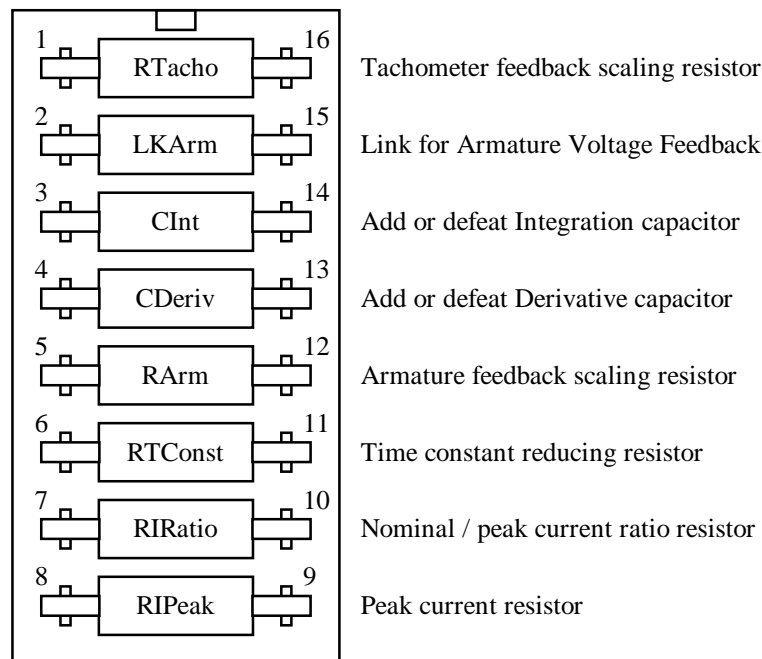 1 RTacho 16 Tachometer feedback scaling resistor
2 LKArm 15 Link for Armature Voltage Feedback
3 CInt 14 Add or defeat Integration capacitor
4 CDeriv 13 Add or defeat Derivative capacitor
5 RArm 12 Armature feedback scaling resistor
6 RTConst 11 Time constant reducing resistor
7 RIRatio 10 Nominal / peak current ratio resistor
8 RIPeak 9 Peak current resistor